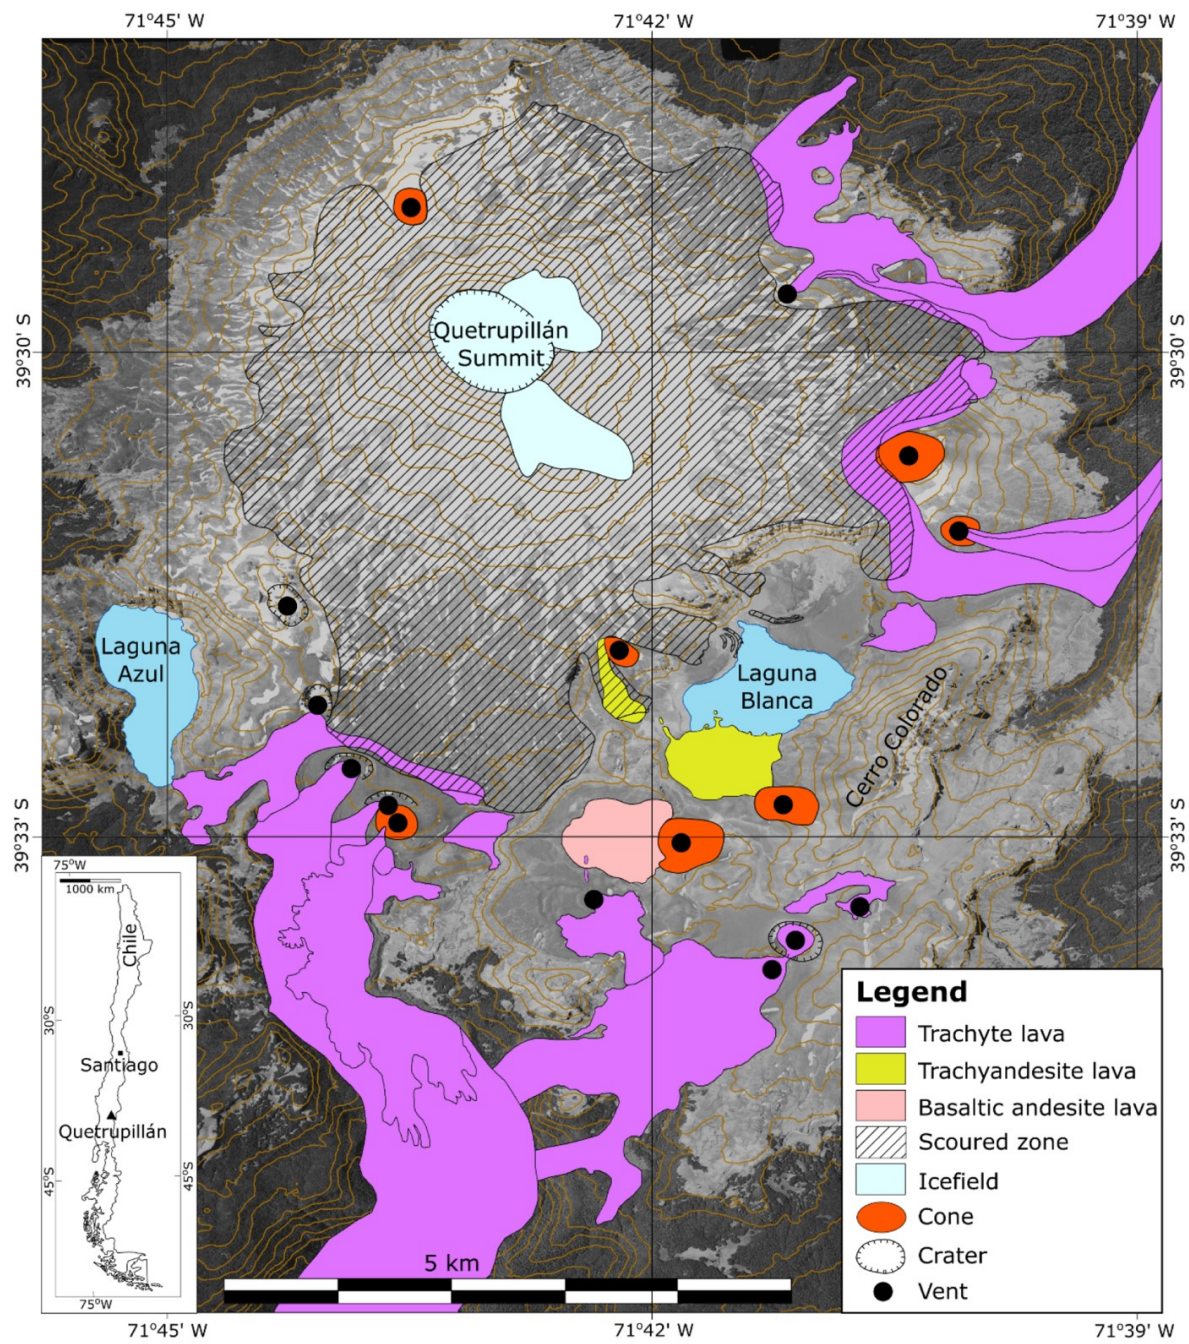 71°45' W
71°42' W
71°39' W
39°30' S
39°30' S
Quetrupillán
Summit
Laguna
Azul
Laguna
Blanca
Cerro Colorado
39°33' S
39°33' S
75°W
1000 km
Chile
30°S
30°S
Santiago
Quetrupillán
45°S
45°S
75°W
5 km
Legend
Trachyte lava
Trachyandesite lava
Basaltic andesite lava
Scoured zone
Icefield
Cone
Crater
Vent
71°45' W
71°42' W
71°39' W